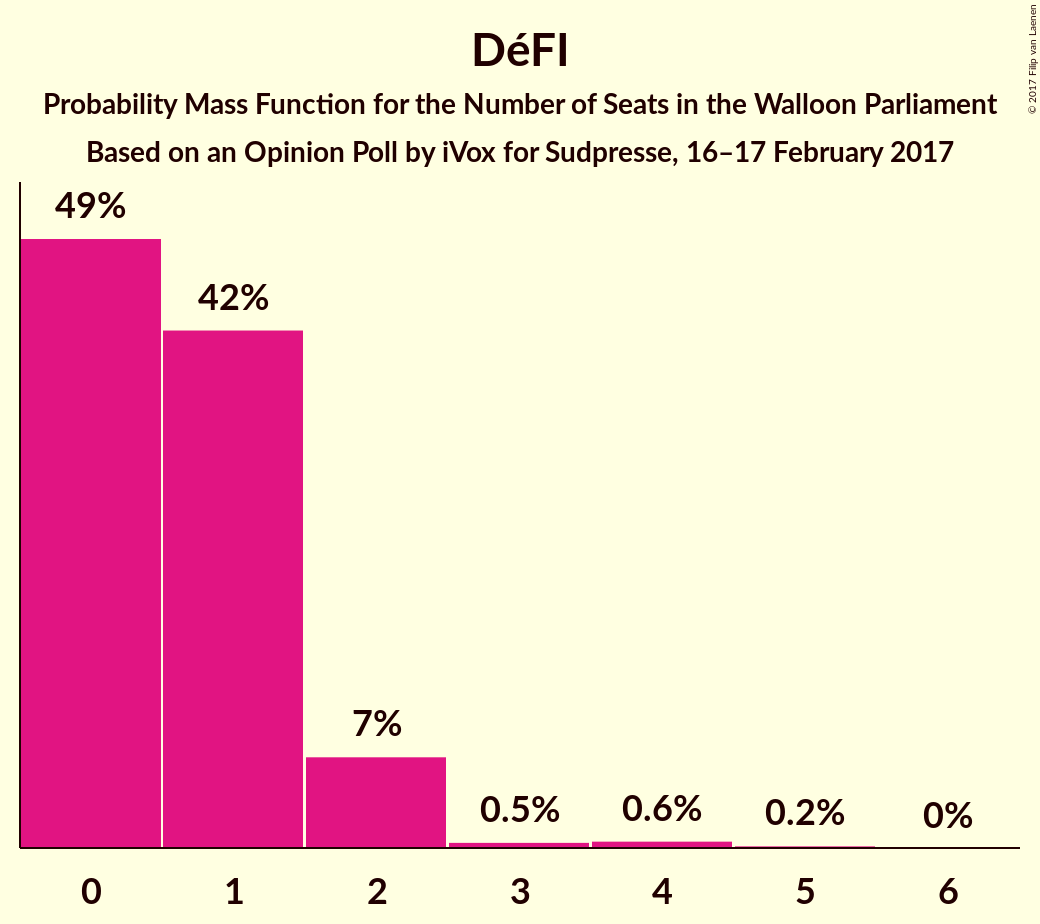 DéFI
Probability Mass Function for the Number of Seats in the Walloon Parliament
Based on an Opinion Poll by iVox for Sudpresse, 16–17 February 2017
© 2017 Filip van Laenen
49%
42%
7%
0.5%
0.6%
0.2%
0%
0 1 2 3 4 5 6